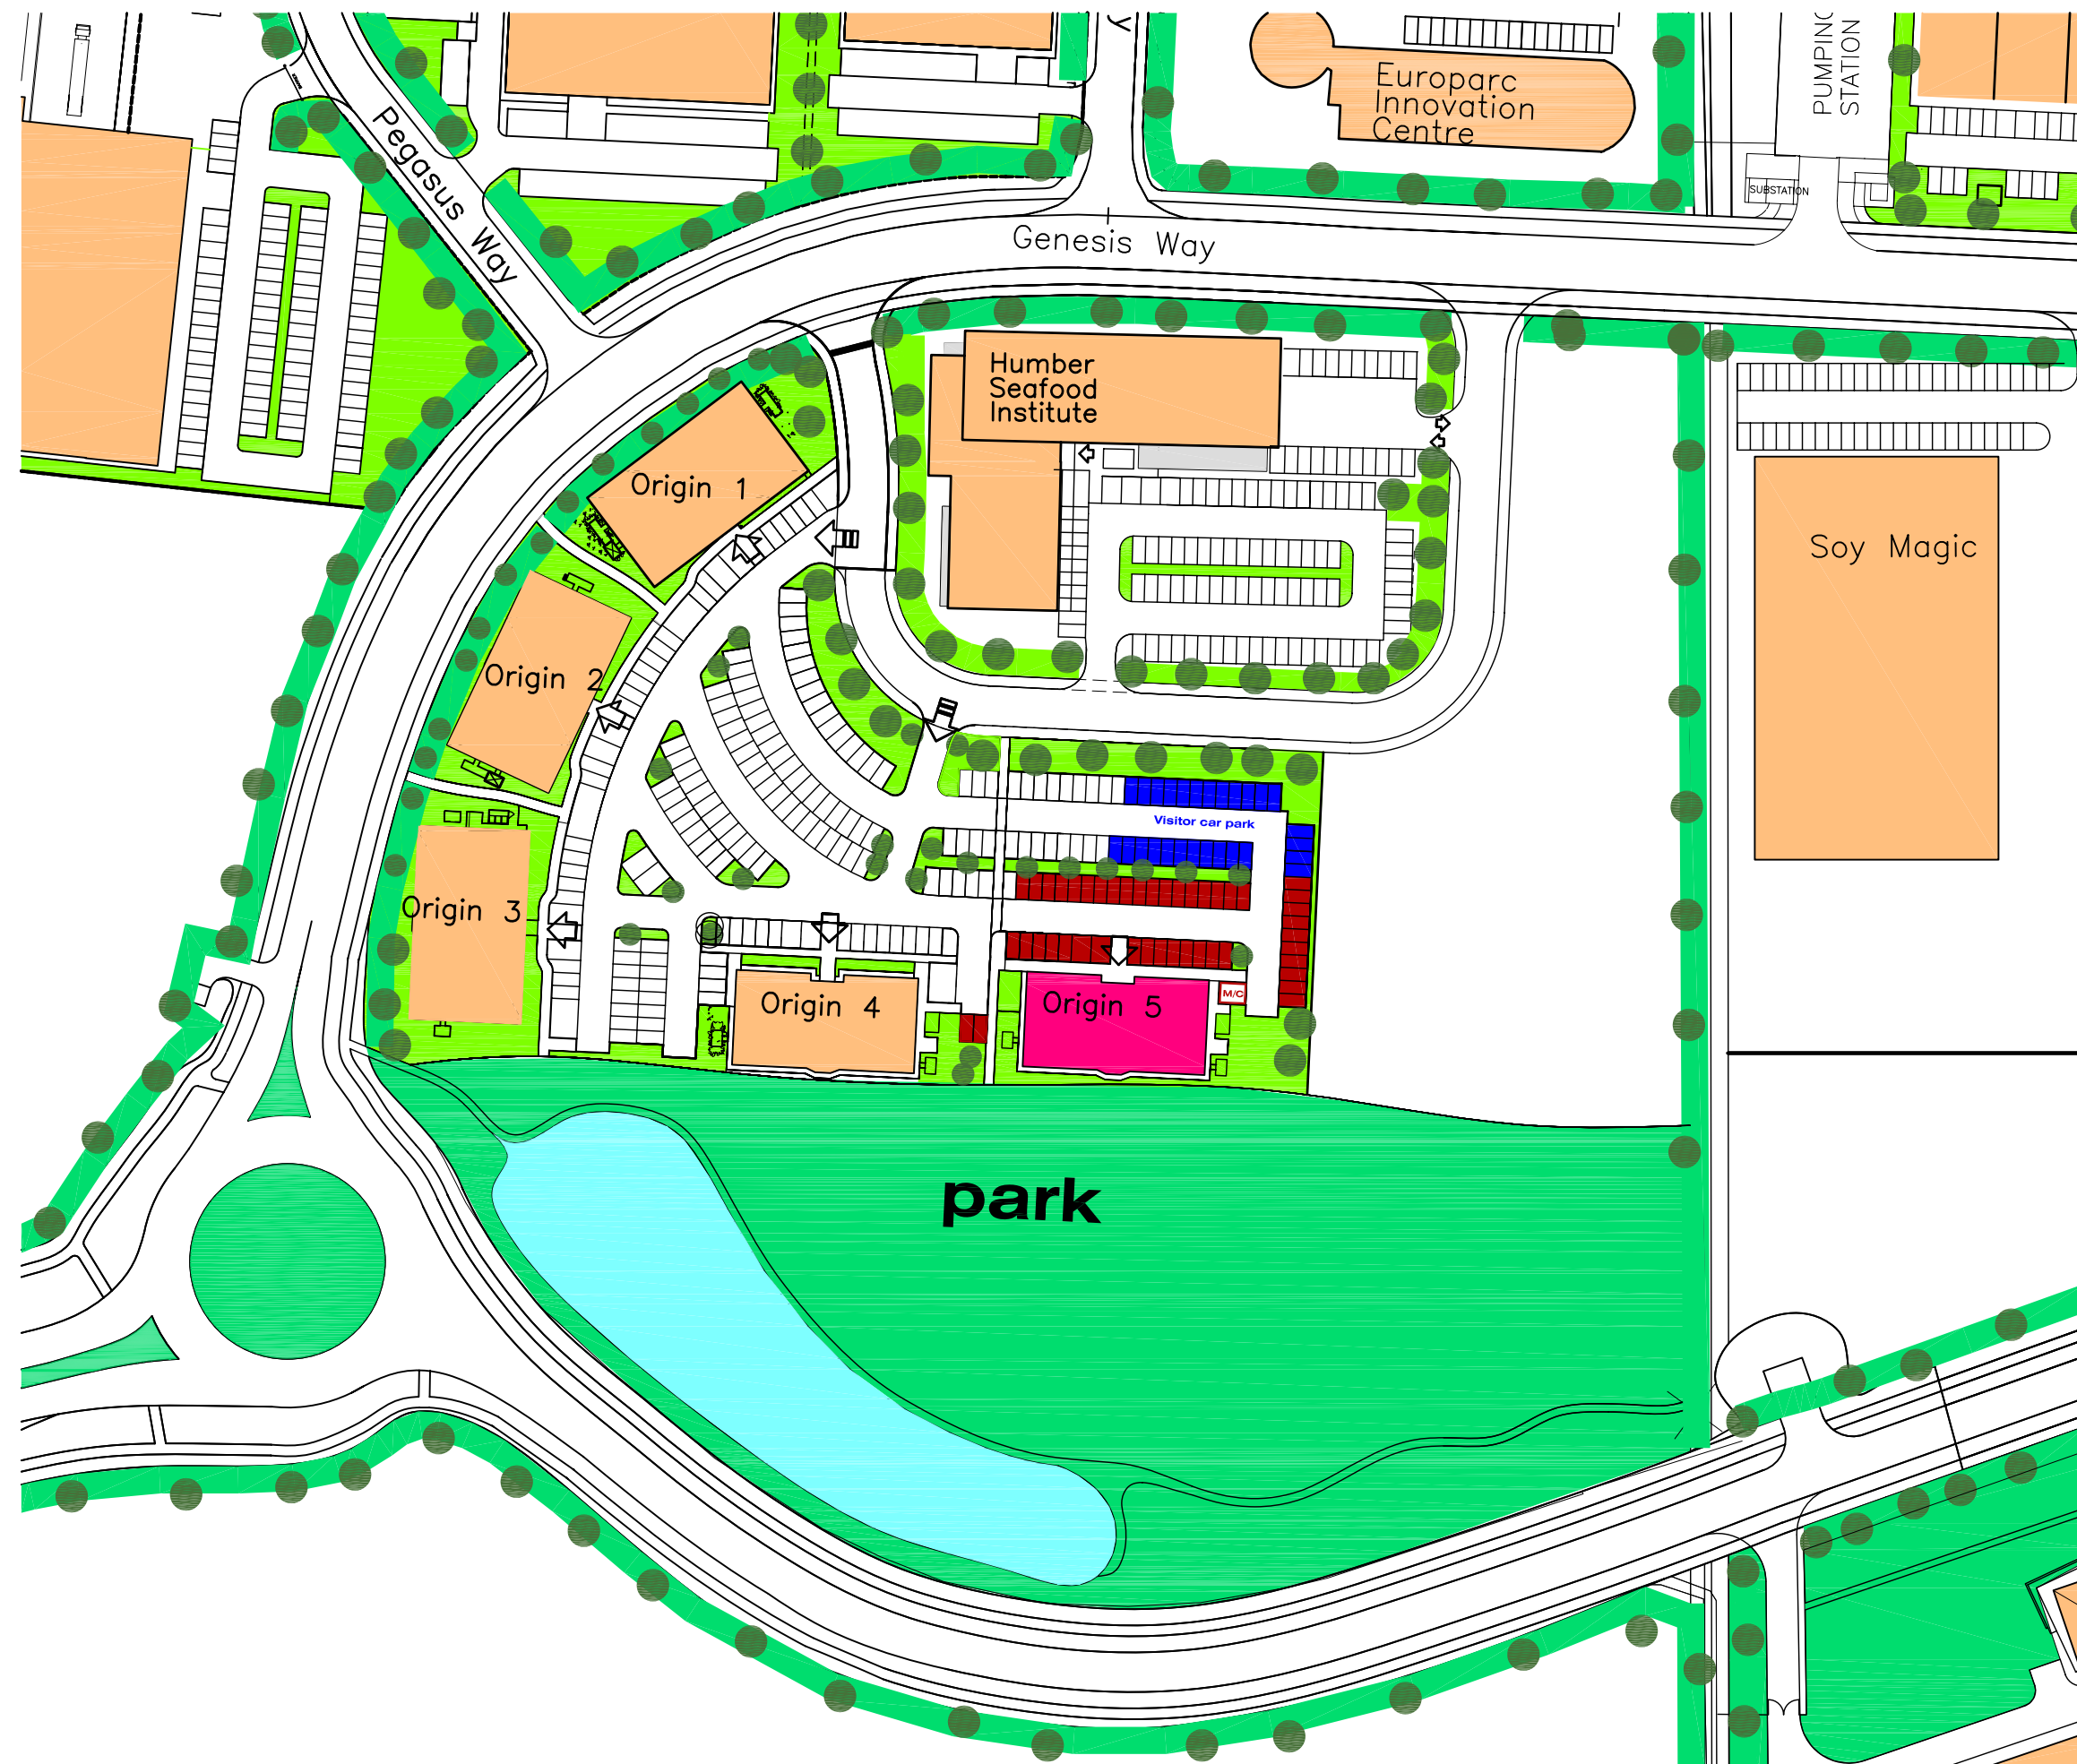 Europarc
Innovation
Centre
PUMPING
STATION
SUBSTATION
Pegasus Way
Genesis Way
Humber
Seafood
Institute
Origin 1
Soy Magic
Origin 2
Visitor car park
Origin 3
Origin 4
Origin 5
M/C
park